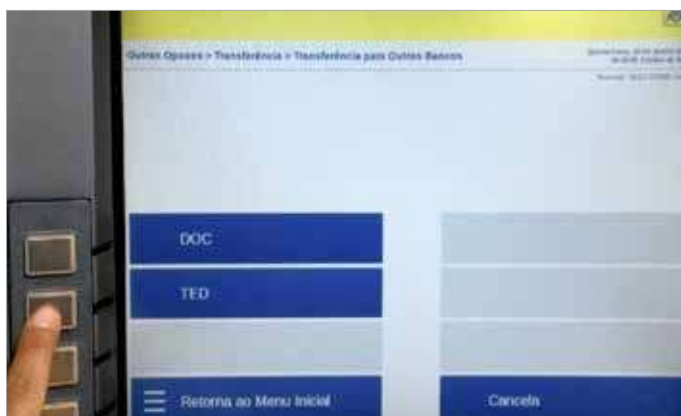 Outras Opções > Transferência > Transferência para Outros Bancos
DOC
TED
Retorna ao Menu Inicial
Cancela